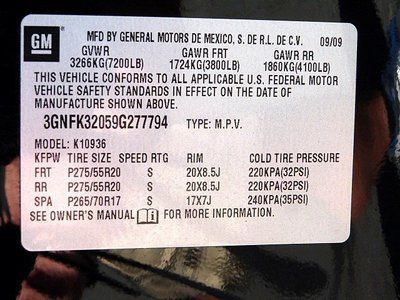 GM
MFD BY GENERAL MOTORS DE MEXICO, S. DE R.L. DE C.V. 09/09
GVWR GAWR FRT GAWR RR
3266KG(7200LB) 1724KG(3800LB) 1860KG(4100LB)
THIS VEHICLE CONFORMS TO ALL APPLICABLE U.S. FEDERAL MOTOR
VEHICLE SAFETY STANDARDS IN EFFECT ON THE DATE OF
MANUFACTURE SHOWN ABOVE.
3GNFK32059G277794 TYPE: M.P.V.
MODEL: K10936
KFPW TIRE SIZE SPEED RTG RIM COLD TIRE PRESSURE
FRT P275/55R20 S 20X8.5J 220KPA(32PSI)
RR P275/55R20 S 20X8.5J 220KPA(32PSI)
SPA P265/70R17 S 17X7J 240KPA(35PSI)
SEE OWNER'S MANUAL i FOR MORE INFORMATION.